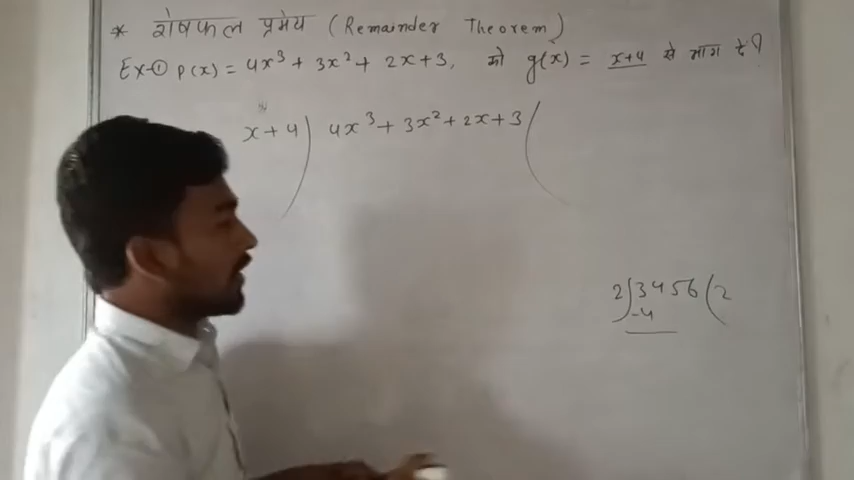 * शेषफल प्रमेय (Remainder Theorem)
Ex-① p(x) = 4x³ + 3x² + 2x + 3, को g(x) = x+4 से भाग दे?
x + 4 ) 4x³ + 3x² + 2x + 3 (
2 ) 3456 ( 2
-4